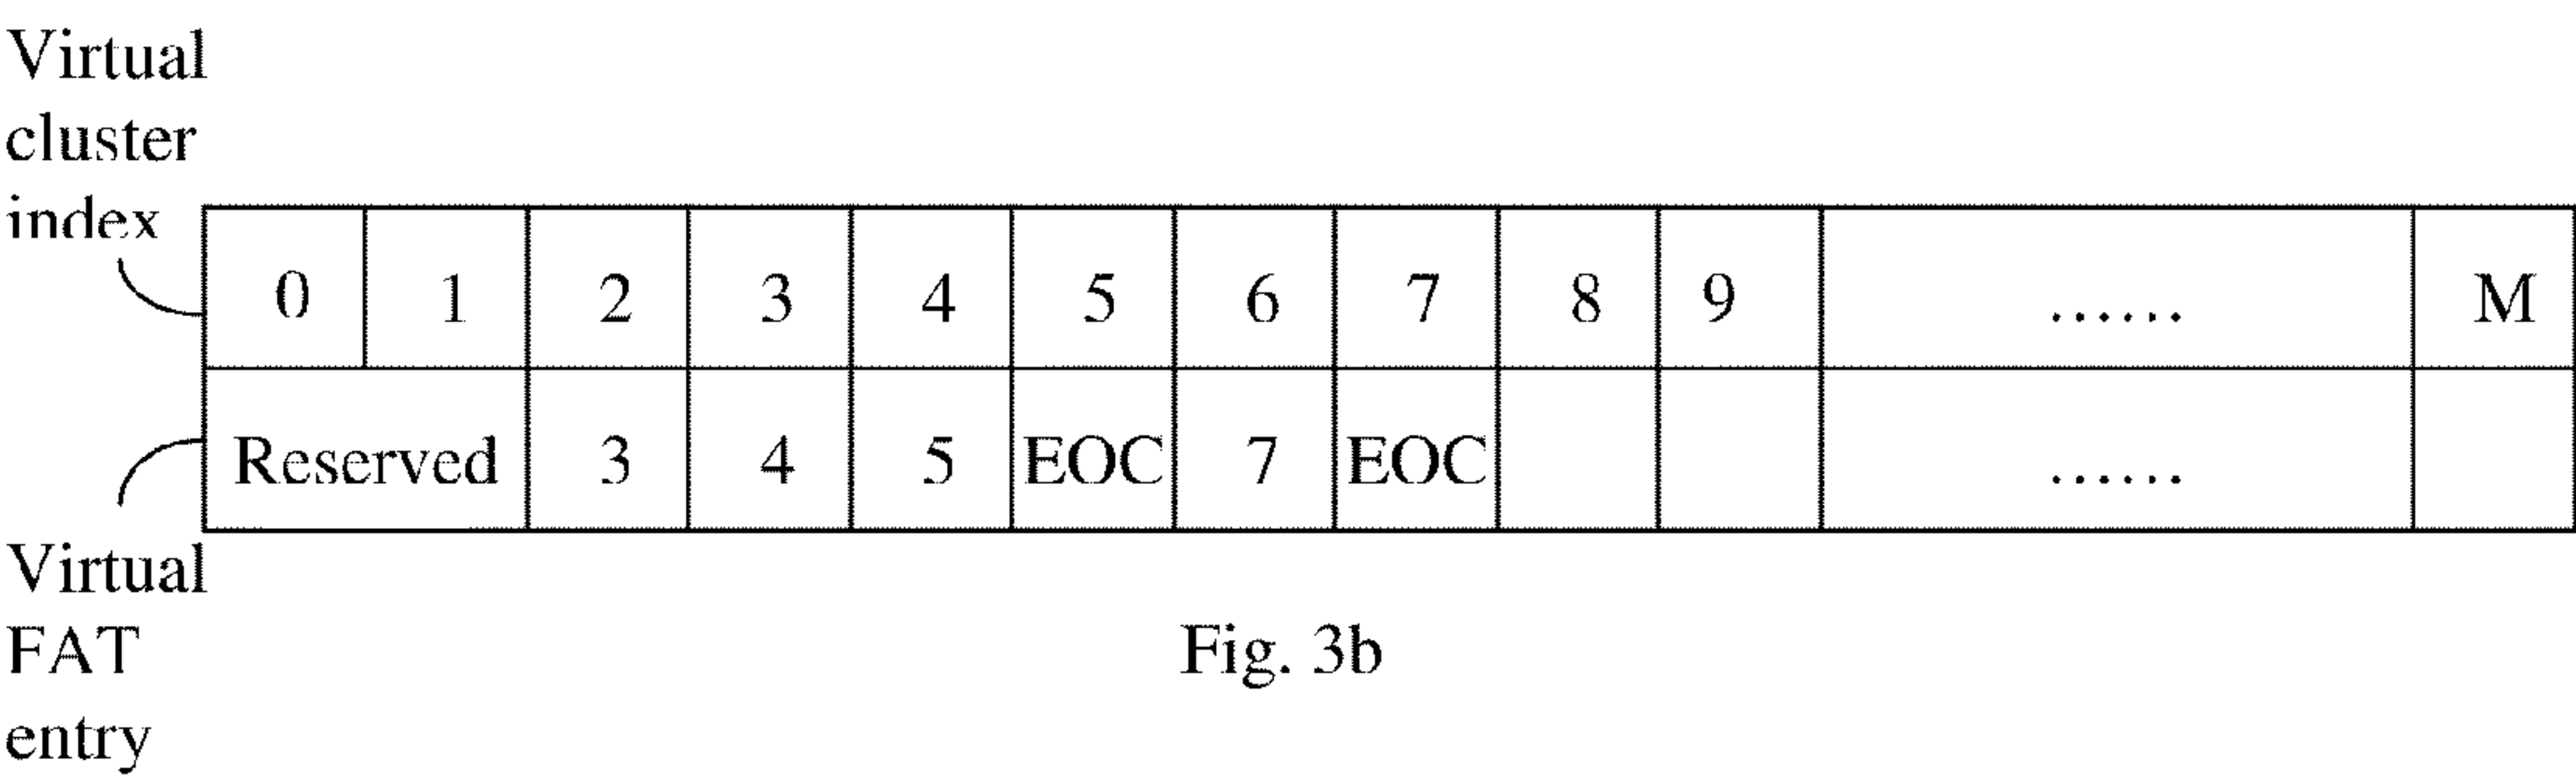 Virtual
cluster
index
0 1 2 3 4 5 6 7 8 9 ...... M
Reserved 3 4 5 EOC 7 EOC ......
Virtual
FAT
entry
Fig. 3b